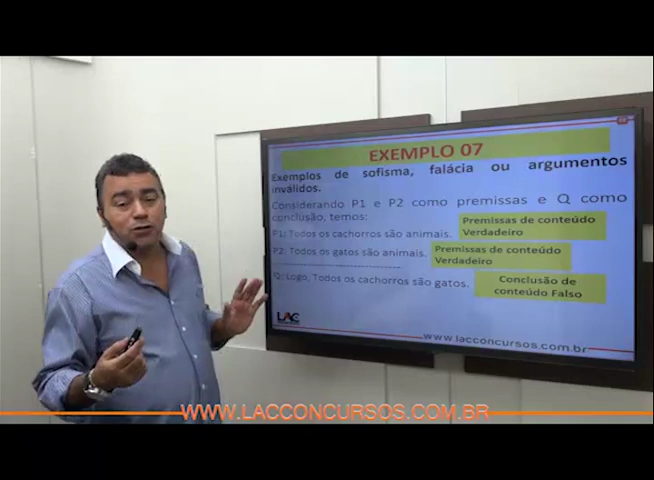 EXEMPLO 07
Exemplos de sofisma, falácia ou argumentos
inválidos.
Considerando P1 e P2 como premissas e Q como
conclusão, temos:
P1: Todos os cachorros são animais.
Premissas de conteúdo
Verdadeiro
P2: Todos os gatos são animais.
Premissas de conteúdo
Verdadeiro
Q: Logo, Todos os cachorros são gatos.
Conclusão de
conteúdo Falso
LAC
www.lacconcursos.com.br
WWW.LACCONCURSOS.COM.BR